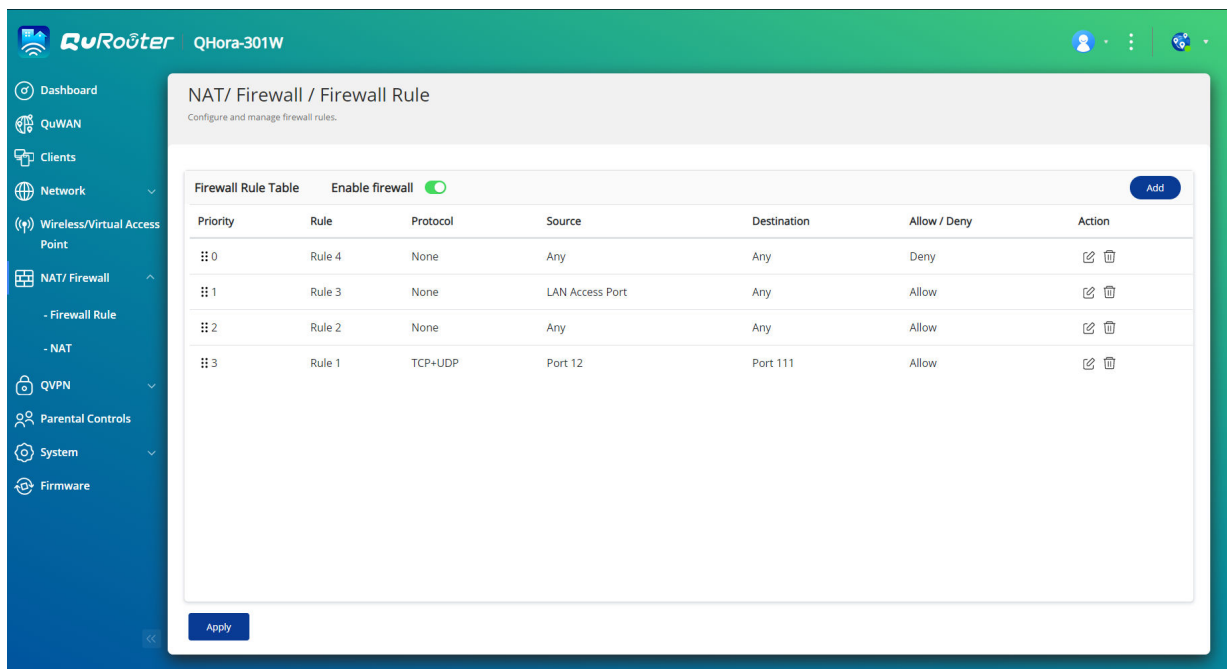 QuRoûter QHora-301W
Dashboard
QuWAN
Clients
Network
Wireless/Virtual Access
Point
NAT/ Firewall
- Firewall Rule
- NAT
QVPN
Parental Controls
System
Firmware
NAT/ Firewall / Firewall Rule
Configure and manage firewall rules.
Firewall Rule Table Enable firewall Add
Priority Rule Protocol Source Destination Allow / Deny Action
0 Rule 4 None Any Any Deny
1 Rule 3 None LAN Access Port Any Allow
2 Rule 2 None Any Any Allow
3 Rule 1 TCP+UDP Port 12 Port 111 Allow
Apply